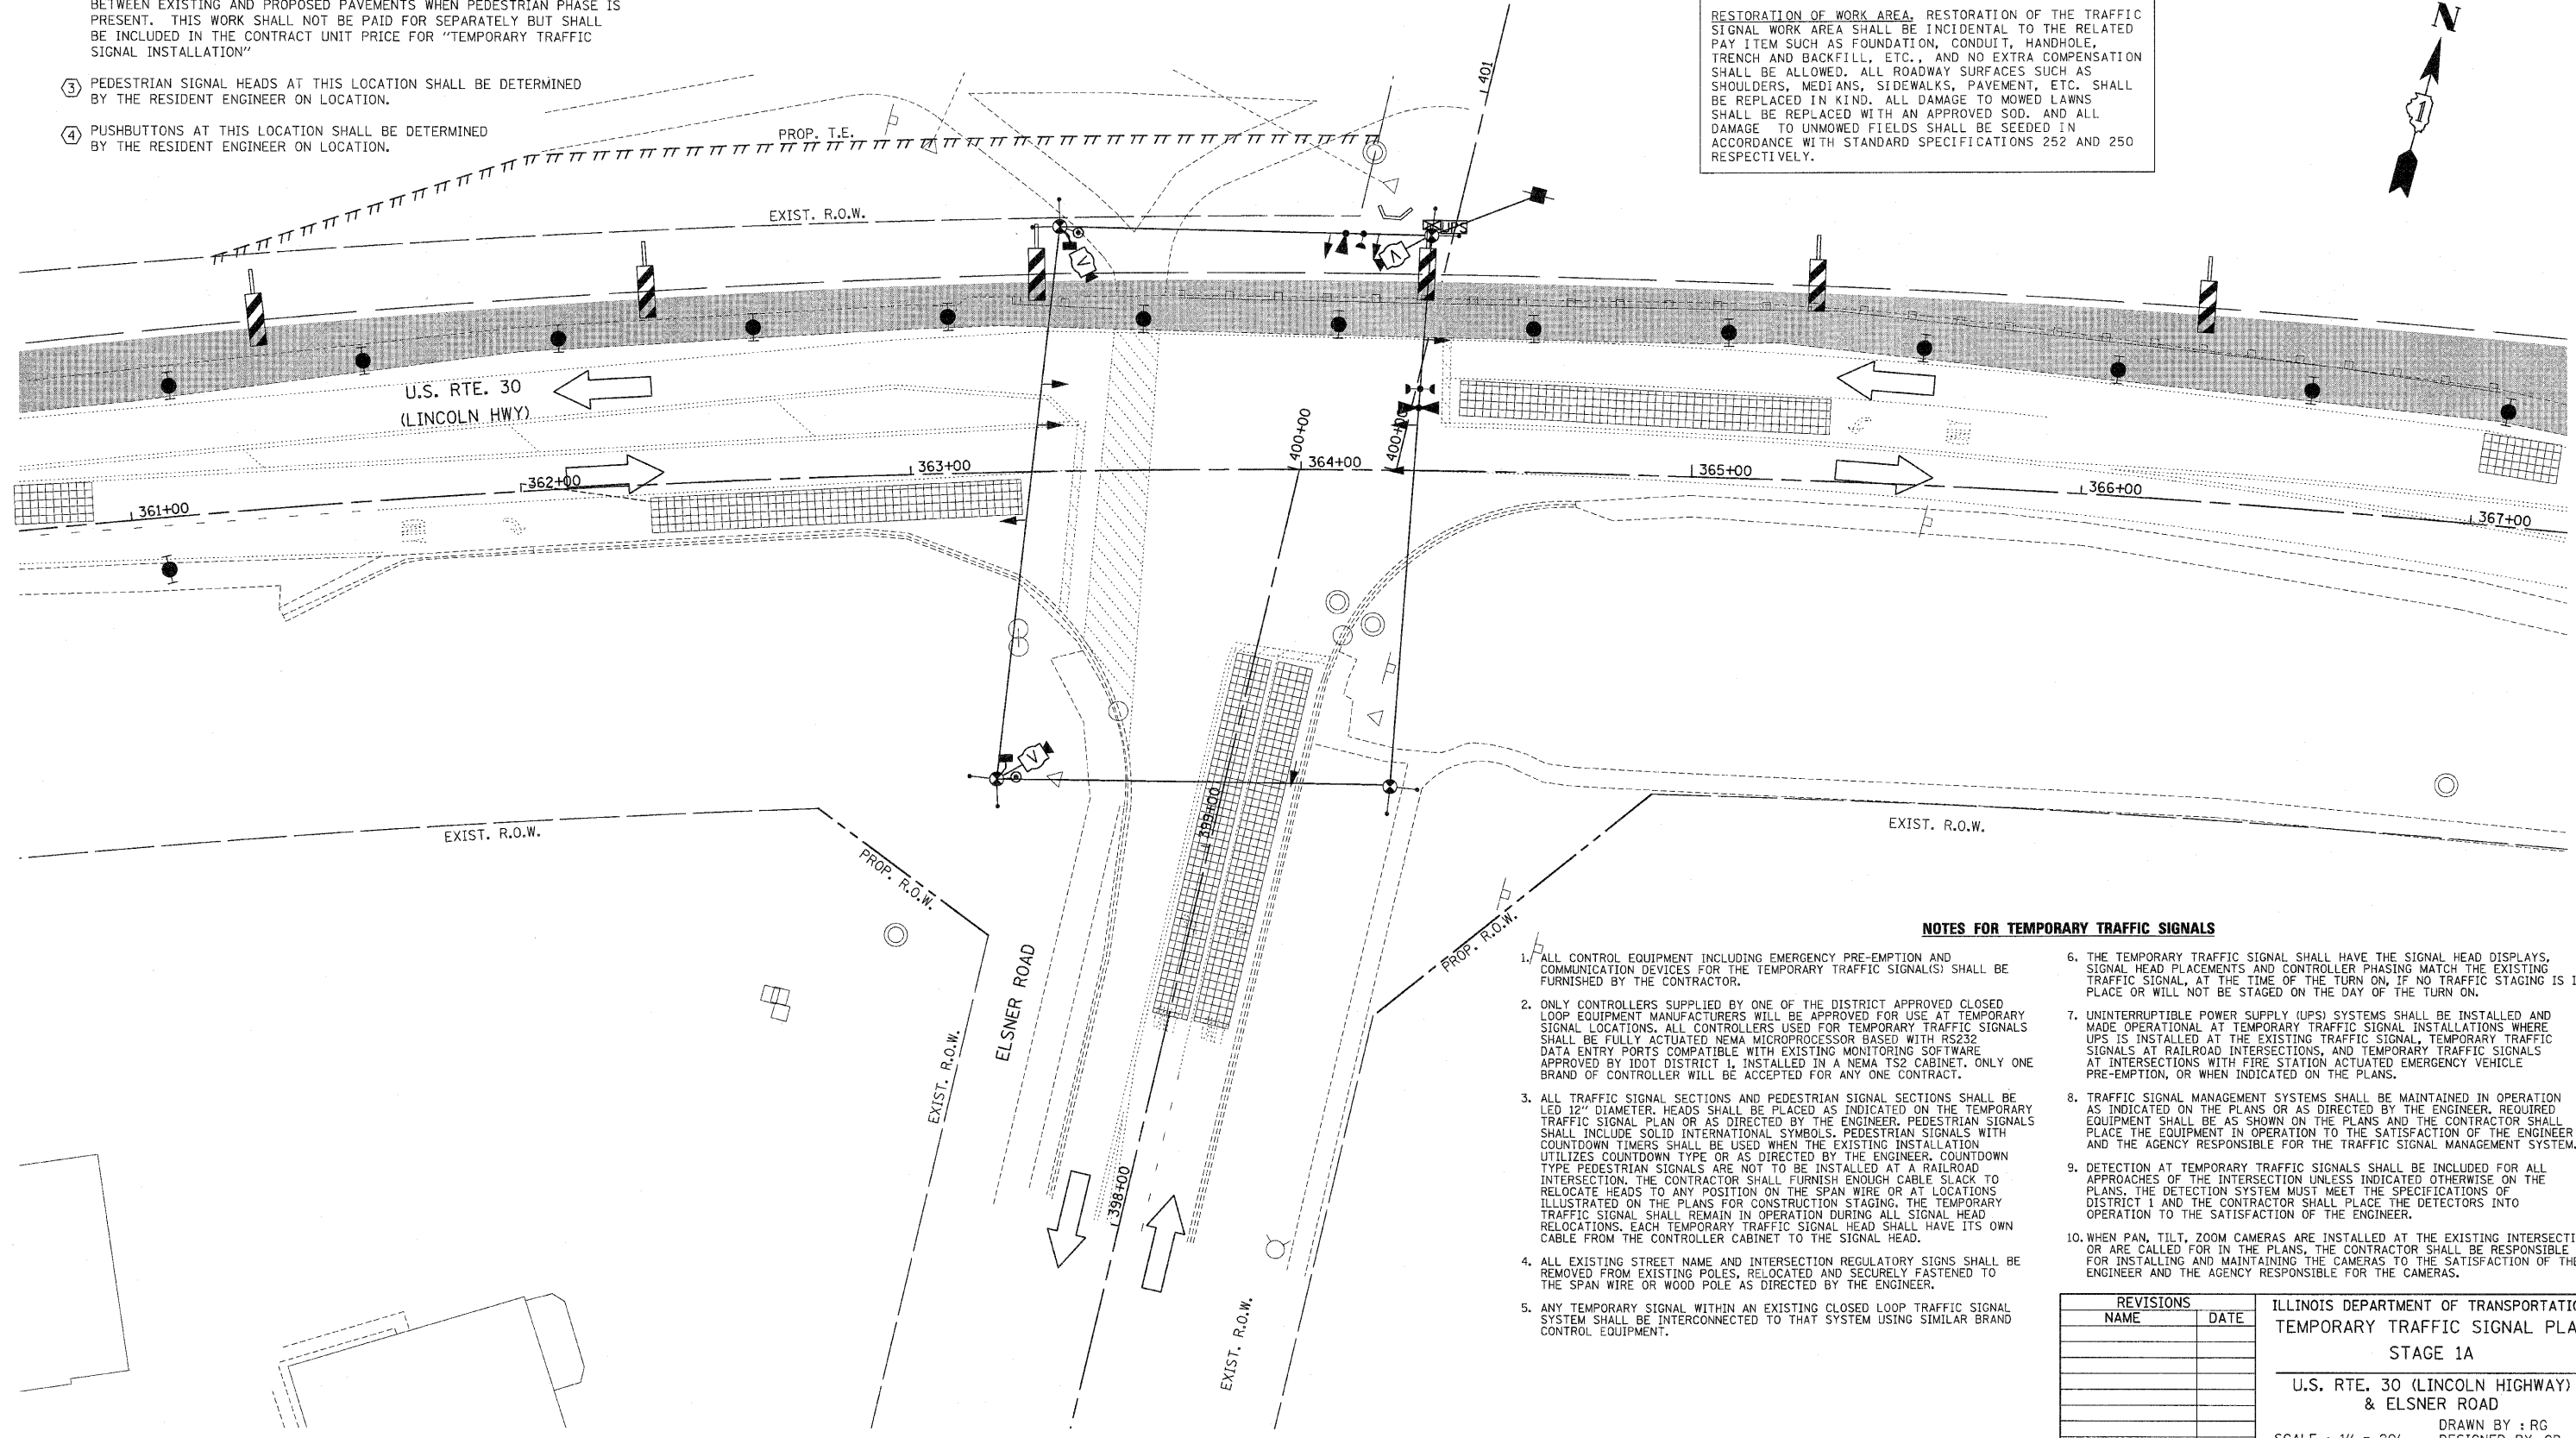 BETWEEN EXISTING AND PROPOSED PAVEMENTS WHEN PEDESTRIAN PHASE IS
PRESENT. THIS WORK SHALL NOT BE PAID FOR SEPARATELY BUT SHALL
BE INCLUDED IN THE CONTRACT UNIT PRICE FOR "TEMPORARY TRAFFIC
SIGNAL INSTALLATION"
3 PEDESTRIAN SIGNAL HEADS AT THIS LOCATION SHALL BE DETERMINED
BY THE RESIDENT ENGINEER ON LOCATION.
4 PUSHBUTTONS AT THIS LOCATION SHALL BE DETERMINED
BY THE RESIDENT ENGINEER ON LOCATION.
RESTORATION OF WORK AREA. RESTORATION OF THE TRAFFIC
SIGNAL WORK AREA SHALL BE INCIDENTAL TO THE RELATED
PAY ITEM SUCH AS FOUNDATION, CONDUIT, HANDHOLE,
TRENCH AND BACKFILL, ETC., AND NO EXTRA COMPENSATION
SHALL BE ALLOWED. ALL ROADWAY SURFACES SUCH AS
SHOULDERS, MEDIANS, SIDEWALKS, PAVEMENT, ETC. SHALL
BE REPLACED IN KIND. ALL DAMAGE TO MOWED LAWNS
SHALL BE REPLACED WITH AN APPROVED SOD. AND ALL
DAMAGE TO UNMOWED FIELDS SHALL BE SEEDED IN
ACCORDANCE WITH STANDARD SPECIFICATIONS 252 AND 250
RESPECTIVELY.
N
1
401
PROP. T.E.
EXIST. R.O.W.
UPS
V
V
U.S. RTE. 30
(LINCOLN HWY)
400+00
400+00
361+00
362+00
363+00
364+00
365+00
366+00
367+00
V
399+00
EXIST. R.O.W.
PROP. R.O.W.
EXIST. R.O.W.
PROP. R.O.W.
ELSNER ROAD
EXIST. R.O.W.
398+00
EXIST. R.O.W.
NOTES FOR TEMPORARY TRAFFIC SIGNALS
1. ALL CONTROL EQUIPMENT INCLUDING EMERGENCY PRE-EMPTION AND
COMMUNICATION DEVICES FOR THE TEMPORARY TRAFFIC SIGNAL(S) SHALL BE
FURNISHED BY THE CONTRACTOR.
2. ONLY CONTROLLERS SUPPLIED BY ONE OF THE DISTRICT APPROVED CLOSED
LOOP EQUIPMENT MANUFACTURERS WILL BE APPROVED FOR USE AT TEMPORARY
SIGNAL LOCATIONS. ALL CONTROLLERS USED FOR TEMPORARY TRAFFIC SIGNALS
SHALL BE FULLY ACTUATED NEMA MICROPROCESSOR BASED WITH RS232
DATA ENTRY PORTS COMPATIBLE WITH EXISTING MONITORING SOFTWARE
APPROVED BY IDOT DISTRICT 1, INSTALLED IN A NEMA TS2 CABINET. ONLY ONE
BRAND OF CONTROLLER WILL BE ACCEPTED FOR ANY ONE CONTRACT.
3. ALL TRAFFIC SIGNAL SECTIONS AND PEDESTRIAN SIGNAL SECTIONS SHALL BE
LED 12" DIAMETER. HEADS SHALL BE PLACED AS INDICATED ON THE TEMPORARY
TRAFFIC SIGNAL PLAN OR AS DIRECTED BY THE ENGINEER. PEDESTRIAN SIGNALS
SHALL INCLUDE SOLID INTERNATIONAL SYMBOLS. PEDESTRIAN SIGNALS WITH
COUNTDOWN TIMERS SHALL BE USED WHEN THE EXISTING INSTALLATION
UTILIZES COUNTDOWN TYPE OR AS DIRECTED BY THE ENGINEER. COUNTDOWN
TYPE PEDESTRIAN SIGNALS ARE NOT TO BE INSTALLED AT A RAILROAD
INTERSECTION. THE CONTRACTOR SHALL FURNISH ENOUGH CABLE SLACK TO
RELOCATE HEADS TO ANY POSITION ON THE SPAN WIRE OR AT LOCATIONS
ILLUSTRATED ON THE PLANS FOR CONSTRUCTION STAGING. THE TEMPORARY
TRAFFIC SIGNAL SHALL REMAIN IN OPERATION DURING ALL SIGNAL HEAD
RELOCATIONS. EACH TEMPORARY TRAFFIC SIGNAL HEAD SHALL HAVE ITS OWN
CABLE FROM THE CONTROLLER CABINET TO THE SIGNAL HEAD.
4. ALL EXISTING STREET NAME AND INTERSECTION REGULATORY SIGNS SHALL BE
REMOVED FROM EXISTING POLES, RELOCATED AND SECURELY FASTENED TO
THE SPAN WIRE OR WOOD POLE AS DIRECTED BY THE ENGINEER.
5. ANY TEMPORARY SIGNAL WITHIN AN EXISTING CLOSED LOOP TRAFFIC SIGNAL
SYSTEM SHALL BE INTERCONNECTED TO THAT SYSTEM USING SIMILAR BRAND
CONTROL EQUIPMENT.
6. THE TEMPORARY TRAFFIC SIGNAL SHALL HAVE THE SIGNAL HEAD DISPLAYS,
SIGNAL HEAD PLACEMENTS AND CONTROLLER PHASING MATCH THE EXISTING
TRAFFIC SIGNAL, AT THE TIME OF THE TURN ON, IF NO TRAFFIC STAGING IS I
PLACE OR WILL NOT BE STAGED ON THE DAY OF THE TURN ON.
7. UNINTERRUPTIBLE POWER SUPPLY (UPS) SYSTEMS SHALL BE INSTALLED AND
MADE OPERATIONAL AT TEMPORARY TRAFFIC SIGNAL INSTALLATIONS WHERE
UPS IS INSTALLED AT THE EXISTING TRAFFIC SIGNAL, TEMPORARY TRAFFIC
SIGNALS AT RAILROAD INTERSECTIONS, AND TEMPORARY TRAFFIC SIGNALS
AT INTERSECTIONS WITH FIRE STATION ACTUATED EMERGENCY VEHICLE
PRE-EMPTION, OR WHEN INDICATED ON THE PLANS.
8. TRAFFIC SIGNAL MANAGEMENT SYSTEMS SHALL BE MAINTAINED IN OPERATION
AS INDICATED ON THE PLANS OR AS DIRECTED BY THE ENGINEER. REQUIRED
EQUIPMENT SHALL BE AS SHOWN ON THE PLANS AND THE CONTRACTOR SHALL
PLACE THE EQUIPMENT IN OPERATION TO THE SATISFACTION OF THE ENGINEER
AND THE AGENCY RESPONSIBLE FOR THE TRAFFIC SIGNAL MANAGEMENT SYSTEM.
9. DETECTION AT TEMPORARY TRAFFIC SIGNALS SHALL BE INCLUDED FOR ALL
APPROACHES OF THE INTERSECTION UNLESS INDICATED OTHERWISE ON THE
PLANS. THE DETECTION SYSTEM MUST MEET THE SPECIFICATIONS OF
DISTRICT 1 AND THE CONTRACTOR SHALL PLACE THE DETECTORS INTO
OPERATION TO THE SATISFACTION OF THE ENGINEER.
10. WHEN PAN, TILT, ZOOM CAMERAS ARE INSTALLED AT THE EXISTING INTERSECTI
OR ARE CALLED FOR IN THE PLANS, THE CONTRACTOR SHALL BE RESPONSIBLE
FOR INSTALLING AND MAINTAINING THE CAMERAS TO THE SATISFACTION OF THE
ENGINEER AND THE AGENCY RESPONSIBLE FOR THE CAMERAS.
REVISIONS
NAME DATE
ILLINOIS DEPARTMENT OF TRANSPORTATIO
TEMPORARY TRAFFIC SIGNAL PLA
STAGE 1A
U.S. RTE. 30 (LINCOLN HIGHWAY)
& ELSNER ROAD
DRAWN BY : RG